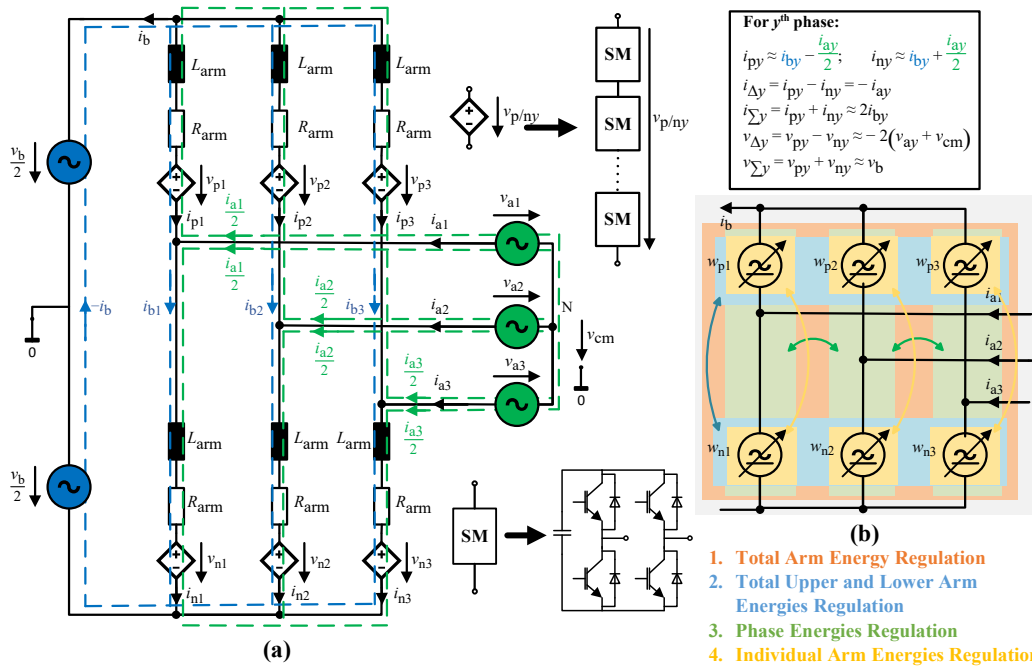 i_b
L_arm
L_arm
L_arm
R_arm
R_arm
R_arm
v_b/2
v_p1
v_p2
v_p3
i_p1
i_p2
i_p3
i_a1/2
i_a1/2
i_a1
v_a1
−i_b
i_b1
i_b2
i_b3
i_a2/2
i_a2/2
i_a2
v_a2
N
v_cm
0
0
i_a3/2
i_a3/2
i_a3
v_a3
L_arm
L_arm
L_arm
v_b/2
R_arm
R_arm
R_arm
v_n1
v_n2
v_n3
i_n1
i_n2
i_n3
(a)
v_p/ny
SM
SM
SM
v_p/ny
SM
For y^th phase:
i_py ≈ i_by − i_ay/2; i_ny ≈ i_by + i_ay/2
i_Δy = i_py − i_ny = − i_ay
i_∑y = i_py + i_ny ≈ 2i_by
v_Δy = v_py − v_ny ≈ − 2(v_ay + v_cm)
v_∑y = v_py + v_ny ≈ v_b
i_b
w_p1
w_p2
w_p3
i_a1
i_a2
i_a3
w_n1
w_n2
w_n3
(b)
1. Total Arm Energy Regulation
2. Total Upper and Lower Arm
Energies Regulation
3. Phase Energies Regulation
4. Individual Arm Energies Regulation